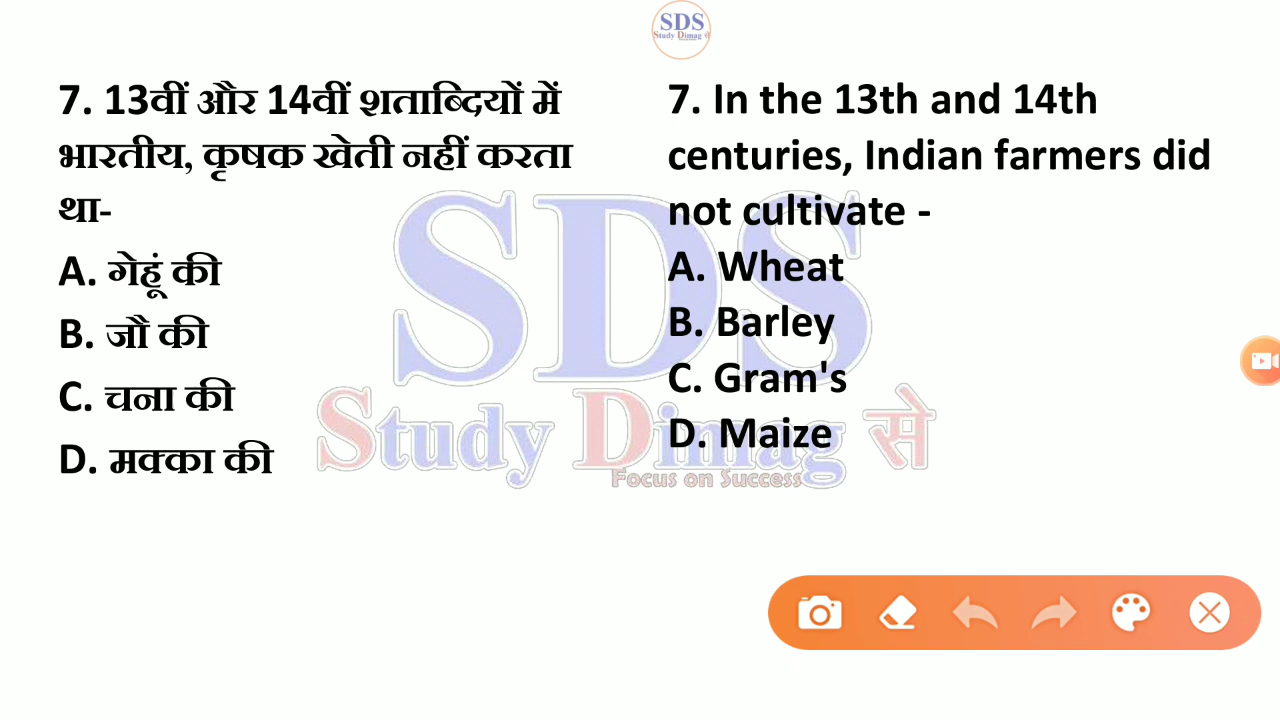 SDS
Study Dimag से
7. 13वीं और 14वीं शताब्दियों में
भारतीय, कृषक खेती नहीं करता
था-
A. गेहूं की
B. जौ की
C. चना की
D. मक्का की
7. In the 13th and 14th
centuries, Indian farmers did
not cultivate -
A. Wheat
B. Barley
C. Gram's
D. Maize
SDS
Study Dimag से
Focus on Success